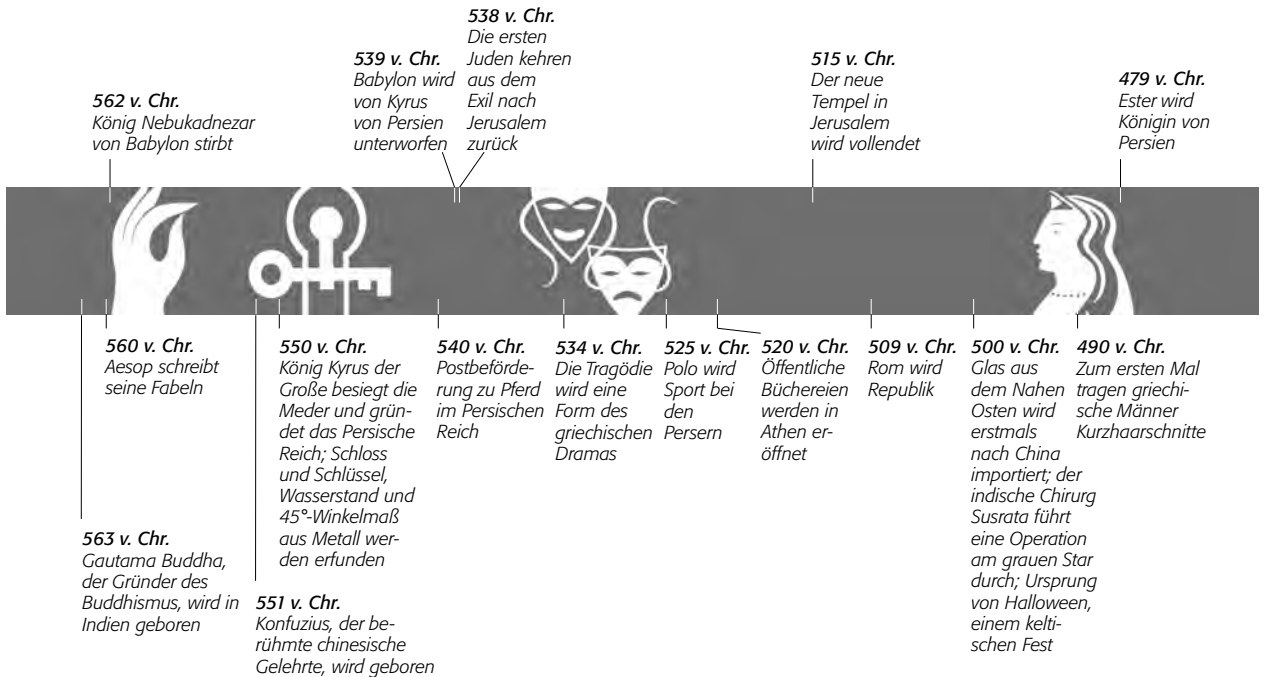 538 v. Chr.
Die ersten
Juden kehren
aus dem
Exil nach
Jerusalem
zurück
539 v. Chr.
Babylon wird
von Kyrus
von Persien
unterworfen
515 v. Chr.
Der neue
Tempel in
Jerusalem
wird vollendet
479 v. Chr.
Ester wird
Königin von
Persien
562 v. Chr.
König Nebukadnezar
von Babylon stirbt
560 v. Chr.
Aesop schreibt
seine Fabeln
550 v. Chr.
König Kyrus der
Große besiegt die
Meder und grün-
det das Persische
Reich; Schloss
und Schlüssel,
Wasserstand und
45°-Winkelmaß
aus Metall wer-
den erfunden
540 v. Chr.
Postbeförde-
rung zu Pferd
im Persischen
Reich
534 v. Chr.
Die Tragödie
wird eine
Form des
griechischen
Dramas
525 v. Chr.
Polo wird
Sport bei
den
Persern
520 v. Chr.
Öffentliche
Büchereien
werden in
Athen er-
öffnet
509 v. Chr.
Rom wird
Republik
500 v. Chr.
Glas aus
dem Nahen
Osten wird
erstmals
nach China
importiert; der
indische Chirurg
Susrata führt
eine Operation
am grauen Star
durch; Ursprung
von Halloween,
einem kelti-
schen Fest
490 v. Chr.
Zum ersten Mal
tragen griechi-
sche Männer
Kurzhaarschnitte
563 v. Chr.
Gautama Buddha,
der Gründer des
Buddhismus, wird in
Indien geboren
551 v. Chr.
Konfuzius, der be-
rühmte chinesische
Gelehrte, wird geboren